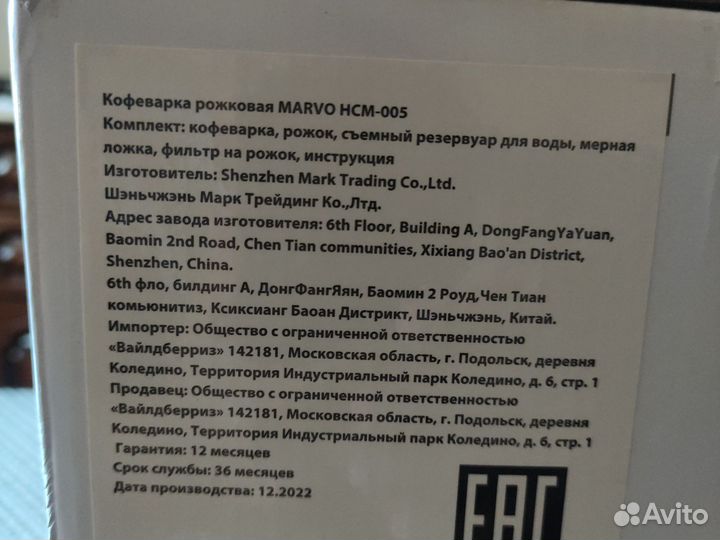 Кофеварка рожковая MARVO HCM-005
Комплект: кофеварка, рожок, съемный резервуар для воды, мерная
ложка, фильтр на рожок, инструкция
Изготовитель: Shenzhen Mark Trading Co.,Ltd.
Шэньчжэнь Марк Трейдинг Ко.,Лтд.
Адрес завода изготовителя: 6th Floor, Building A, DongFangYaYuan,
Baomin 2nd Road, Chen Tian communities, Xixiang Bao'an District,
Shenzhen, China.
6th фло, билдинг А, ДонгФангЯян, Баомин 2 Роуд,Чен Тиан
комьюнитиз, Ксиксианг Баоан Дистрикт, Шэньчжэнь, Китай.
Импортер: Общество с ограниченной ответственностью
«Вайлдберриз» 142181, Московская область, г. Подольск, деревня
Коледино, Территория Индустриальный парк Коледино, д. 6, стр. 1
Продавец: Общество с ограниченной ответственностью
«Вайлдберриз» 142181, Московская область, г. Подольск, деревня
Коледино, Территория Индустриальный парк Коледино, д. 6, стр. 1
Гарантия: 12 месяцев
Срок службы: 36 месяцев
Дата производства: 12.2022
EAC
Avito